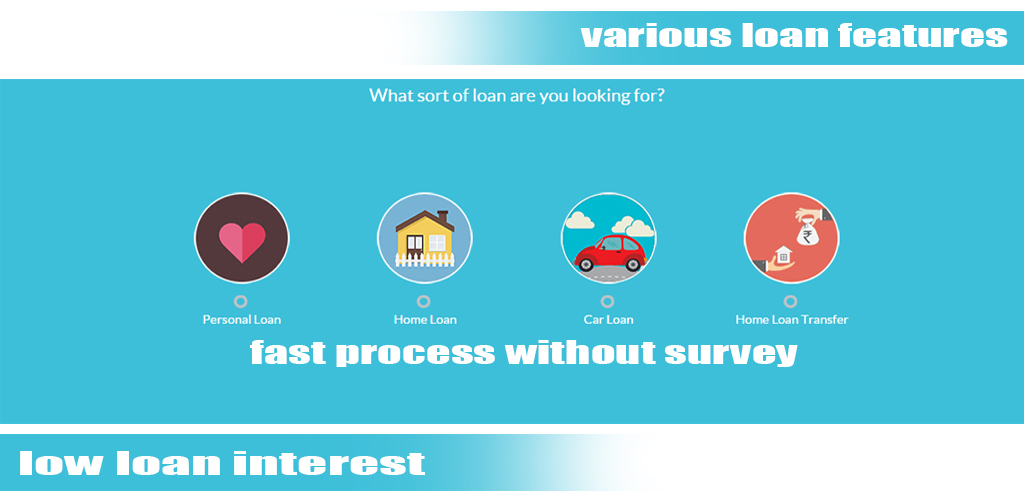 various loan features
What sort of loan are you looking for?
₹
Personal Loan
Home Loan
Car Loan
Home Loan Transfer
fast process without survey
low loan interest